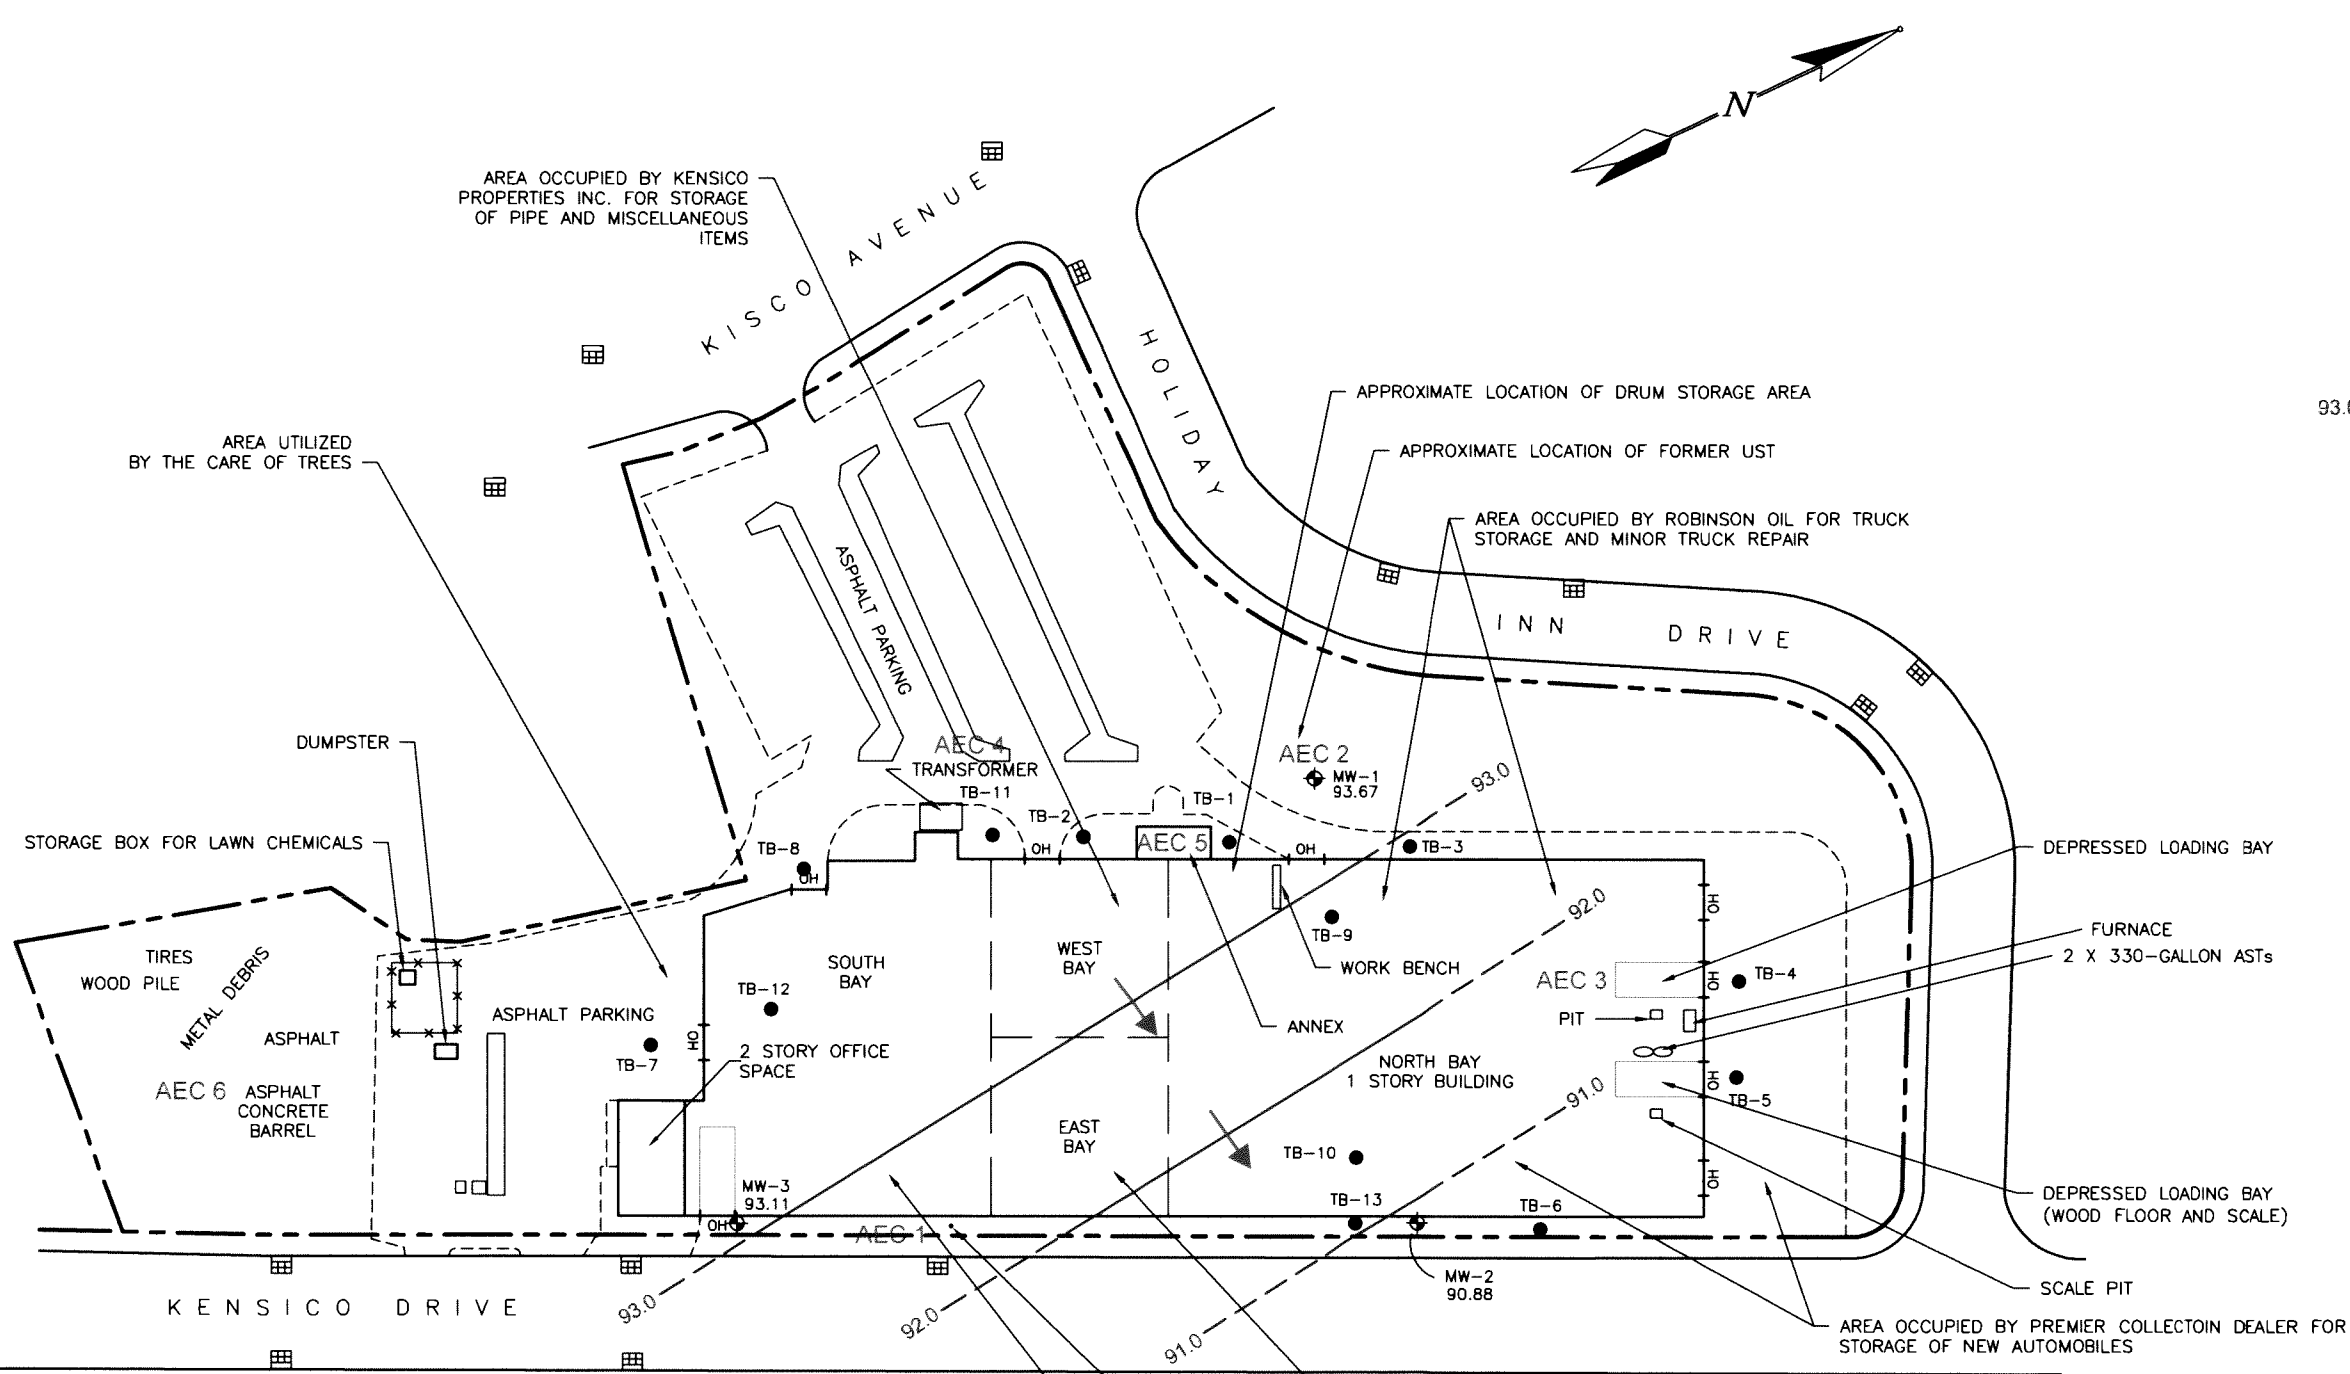 N
AREA OCCUPIED BY KENSICO
PROPERTIES INC. FOR STORAGE
OF PIPE AND MISCELLANEOUS
ITEMS
KISCO AVENUE
HOLIDAY
INN DRIVE
APPROXIMATE LOCATION OF DRUM STORAGE AREA
93.
APPROXIMATE LOCATION OF FORMER UST
AREA UTILIZED
BY THE CARE OF TREES
AREA OCCUPIED BY ROBINSON OIL FOR TRUCK
STORAGE AND MINOR TRUCK REPAIR
ASPHALT PARKING
DUMPSTER
AEC 4
TRANSFORMER
AEC 2
MW-1
93.67
93.0
TB-11
TB-2
TB-1
STORAGE BOX FOR LAWN CHEMICALS
TB-8
OH
OH
AEC 5
OH
TB-3
DEPRESSED LOADING BAY
92.0
OH
TB-9
FURNACE
2 X 330-GALLON ASTs
TIRES
WOOD PILE
METAL DEBRIS
SOUTH
BAY
WEST
BAY
WORK BENCH
AEC 3
OH
TB-4
TB-12
ASPHALT PARKING
PIT
ANNEX
ASPHALT
OH
TB-7
2 STORY OFFICE
SPACE
NORTH BAY
1 STORY BUILDING
OH
TB-5
91.0
AEC 6
ASPHALT
CONCRETE
BARREL
EAST
BAY
TB-10
OH
MW-3
93.11
OH
TB-13
TB-6
DEPRESSED LOADING BAY
(WOOD FLOOR AND SCALE)
AEC 1
MW-2
90.88
SCALE PIT
KENSICO DRIVE
93.0
92.0
91.0
AREA OCCUPIED BY PREMIER COLLECTOIN DEALER FOR
STORAGE OF NEW AUTOMOBILES